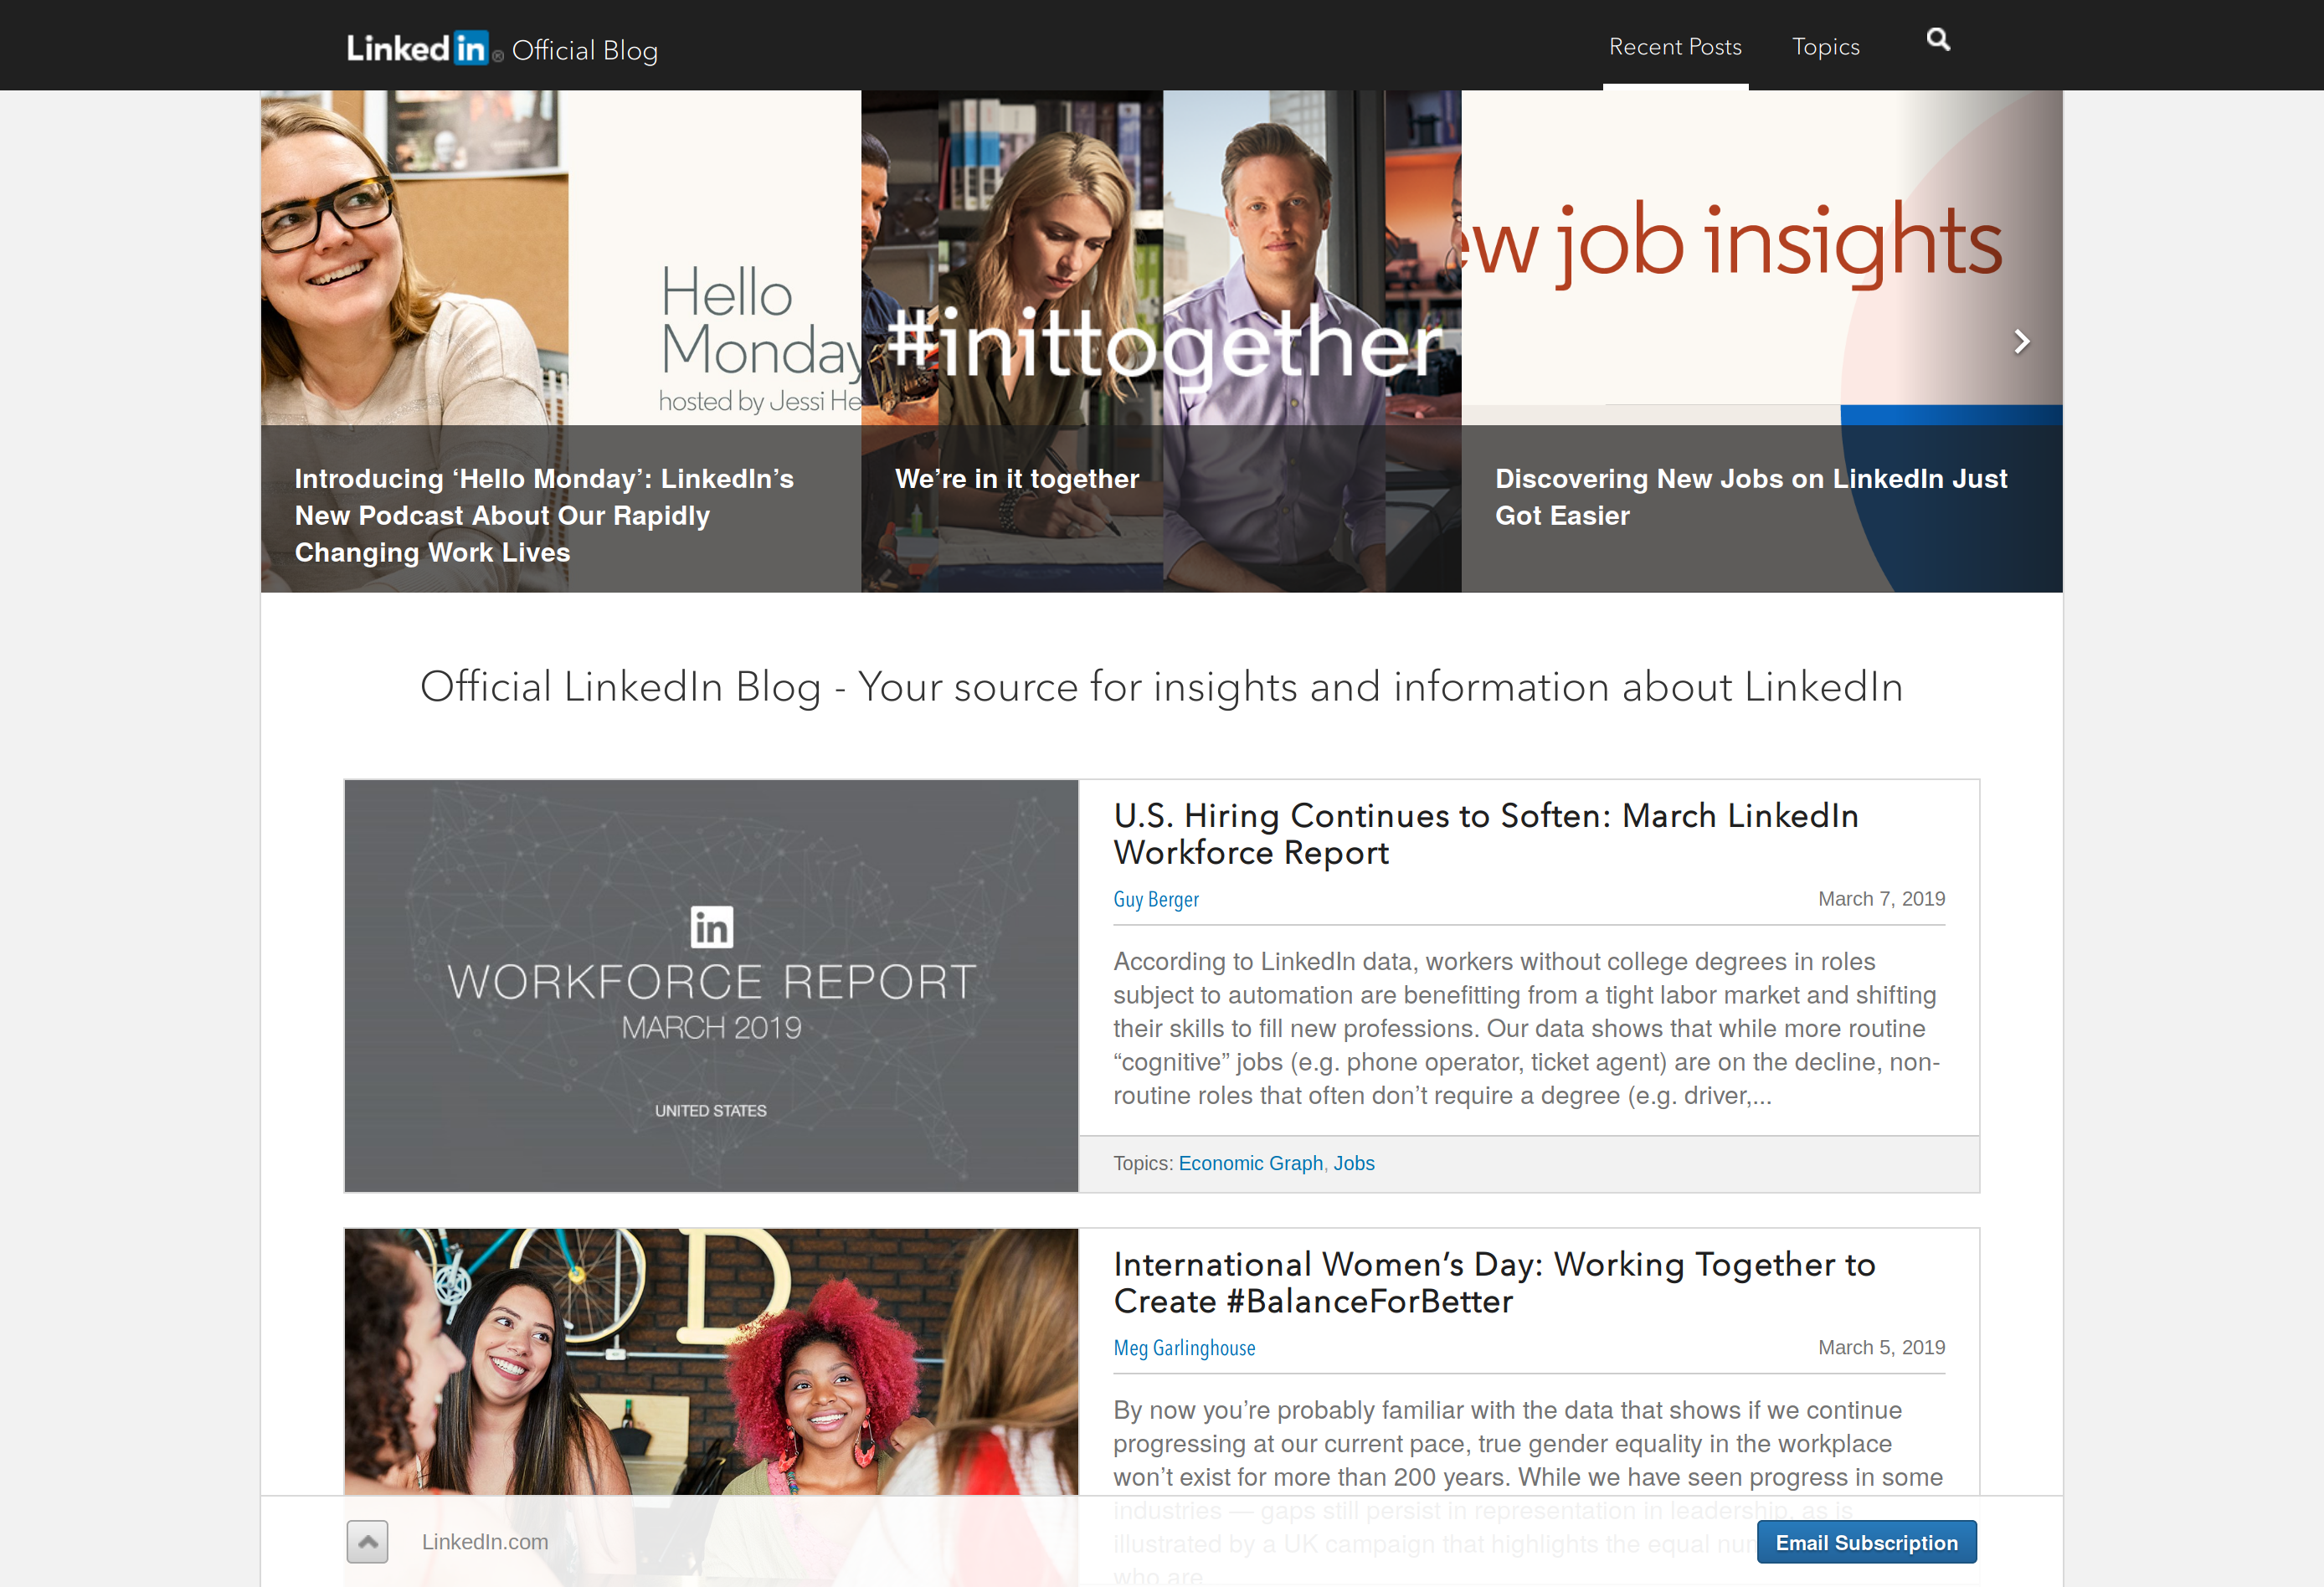 Linked in ® Official Blog
Recent Posts
Topics
Hello
Monday
hosted by Jessi He
#inittogether
ew job insights
Introducing ‘Hello Monday’: LinkedIn’s
New Podcast About Our Rapidly
Changing Work Lives
We’re in it together
Discovering New Jobs on LinkedIn Just
Got Easier
Official LinkedIn Blog - Your source for insights and information about LinkedIn
in
WORKFORCE REPORT
MARCH 2019
UNITED STATES
U.S. Hiring Continues to Soften: March LinkedIn
Workforce Report
Guy Berger
March 7, 2019
According to LinkedIn data, workers without college degrees in roles
subject to automation are benefitting from a tight labor market and shifting
their skills to fill new professions. Our data shows that while more routine
“cognitive” jobs (e.g. phone operator, ticket agent) are on the decline, non-
routine roles that often don’t require a degree (e.g. driver,...
Topics: Economic Graph, Jobs
O D
International Women’s Day: Working Together to
Create #BalanceForBetter
Meg Garlinghouse
March 5, 2019
By now you’re probably familiar with the data that shows if we continue
progressing at our current pace, true gender equality in the workplace
won’t exist for more than 200 years. While we have seen progress in some
industries — gaps still persist in representation in leadership, as is
illustrated by a UK campaign that highlights the equal
who are
LinkedIn.com
Email Subscription